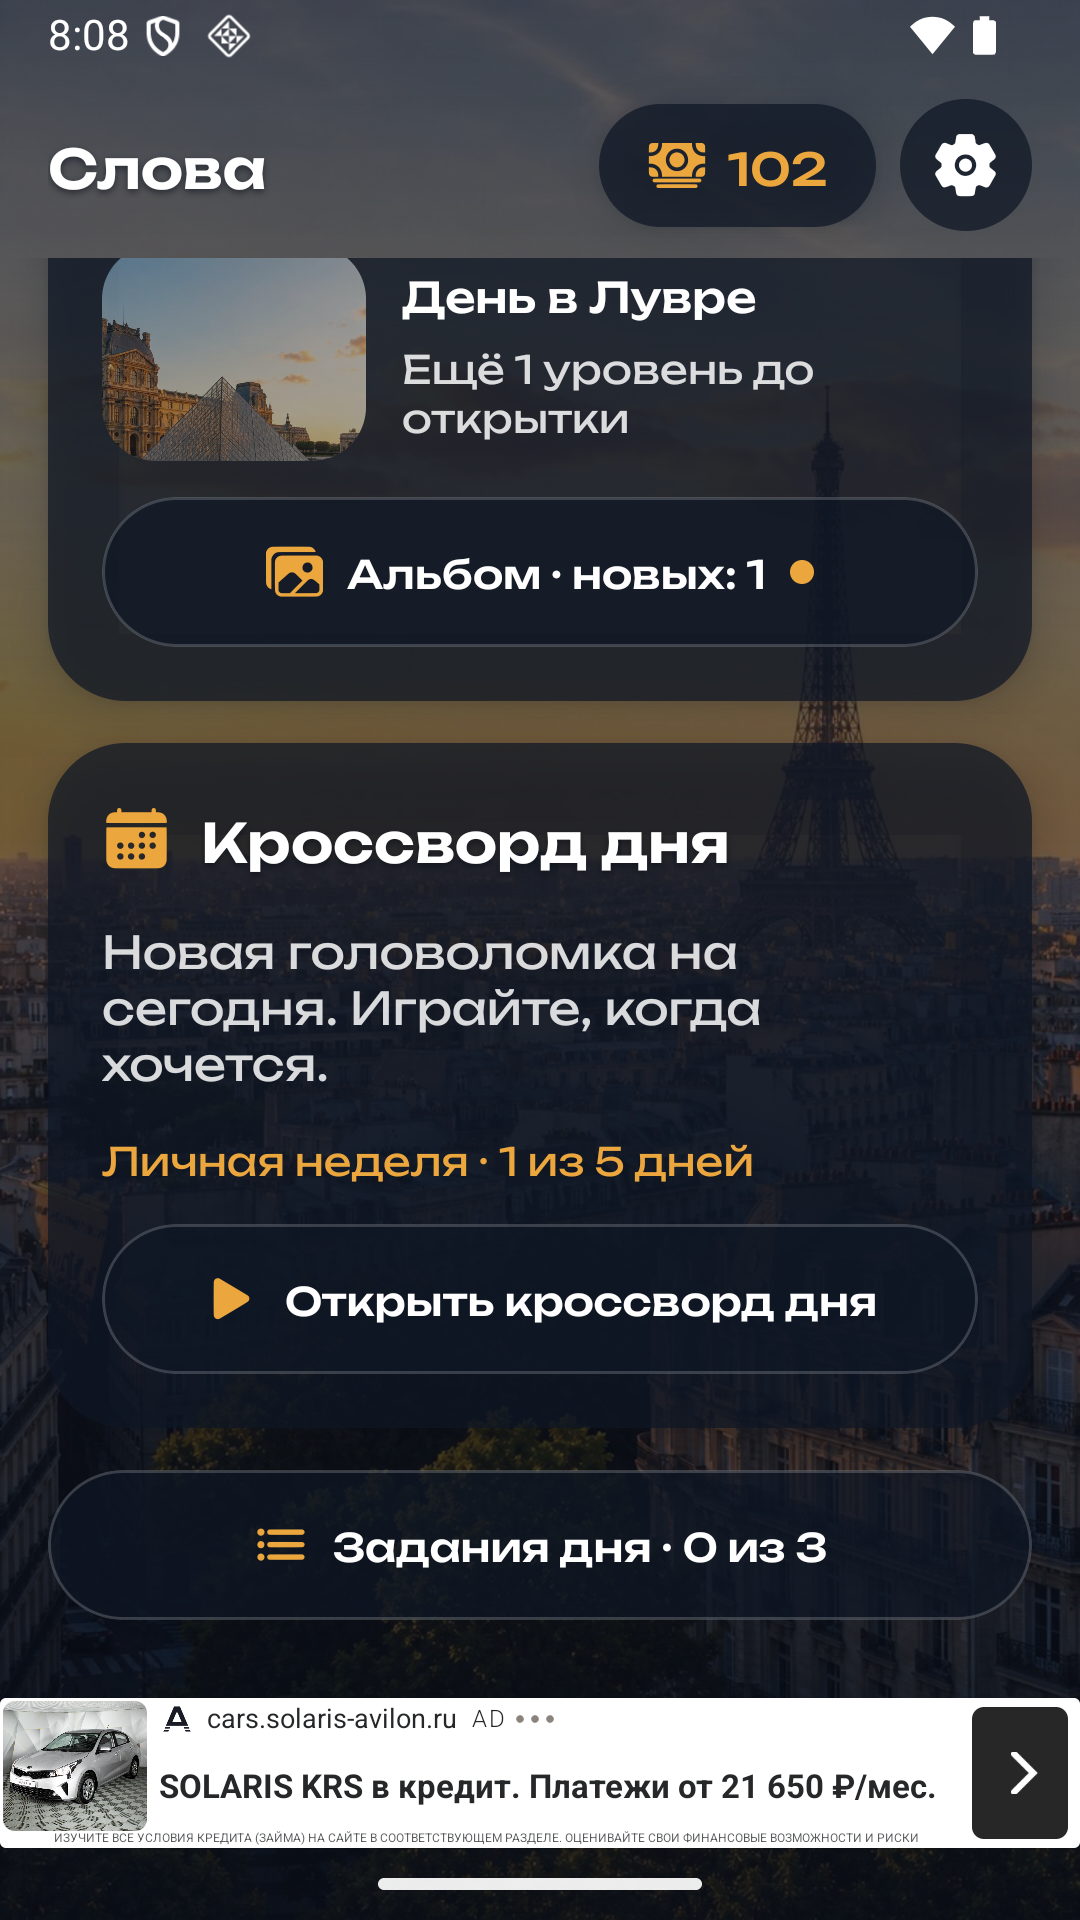 8:08
Слова
102
День в Лувре
Ещё 1 уровень до
открытки
Альбом · новых: 1
Кроссворд дня
Новая головоломка на
сегодня. Играйте, когда
хочется.
Личная неделя · 1 из 5 дней
Открыть кроссворд дня
Задания дня · 0 из 3
cars.solaris-avilon.ru AD
SOLARIS KRS в кредит. Платежи от 21 650 ₽/мес.
ИЗУЧИТЕ ВСЕ УСЛОВИЯ КРЕДИТА (ЗАЙМА) НА САЙТЕ В СООТВЕТСТВУЮЩЕМ РАЗДЕЛЕ. ОЦЕНИВАЙТЕ СВОИ ФИНАНСОВЫЕ ВОЗМОЖНОСТИ И РИСКИ